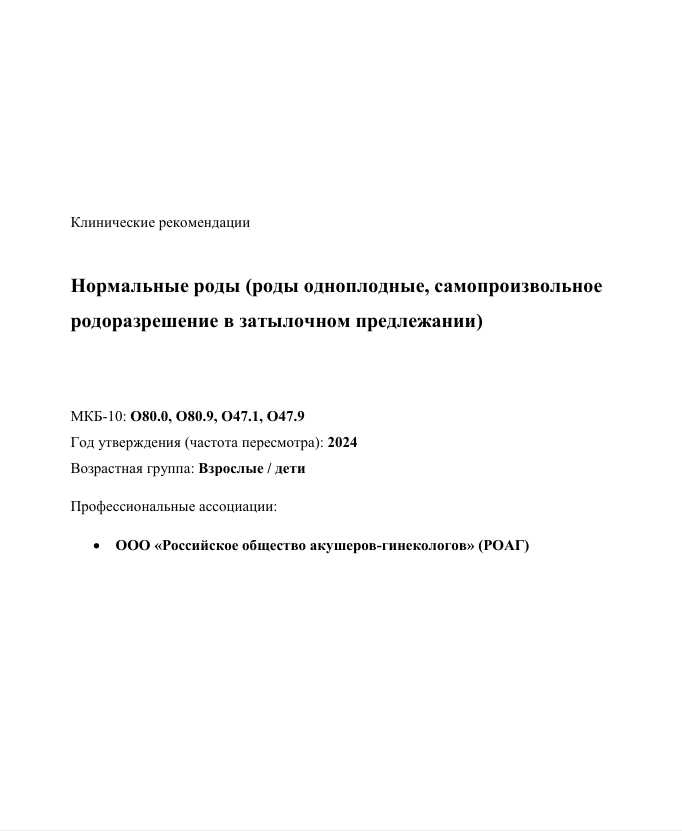 Клинические рекомендации
Нормальные роды (роды одноплодные, самопроизвольное
родоразрешение в затылочном предлежании)
МКБ-10: O80.0, O80.9, O47.1, O47.9
Год утверждения (частота пересмотра): 2024
Возрастная группа: Взрослые / дети
Профессиональные ассоциации:
• ООО «Российское общество акушеров-гинекологов» (РОАГ)